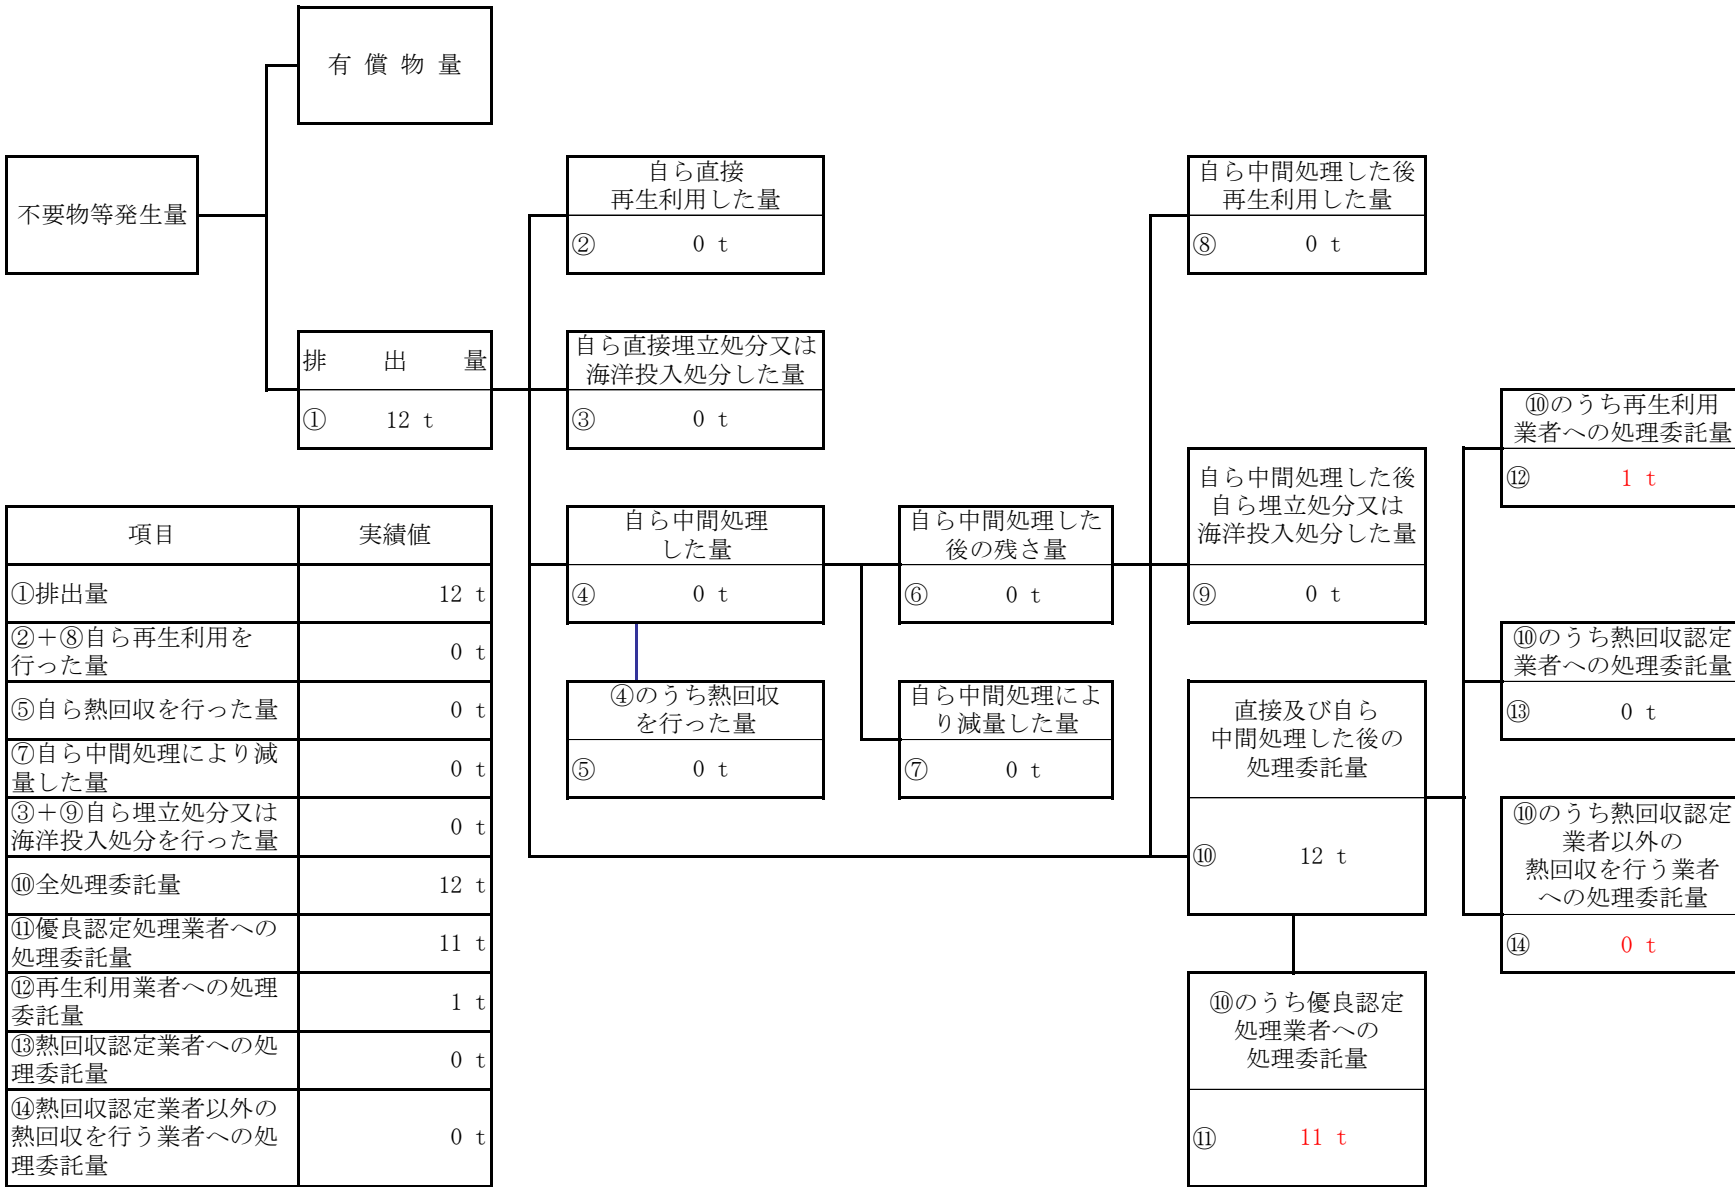 有 償 物 量
不要物等発生量
排 出 量
① 12 t
自ら直接
再生利用した量
② 0 t
自ら直接埋立処分又は
海洋投入処分した量
③ 0 t
自ら中間処理
した量
④ 0 t
④のうち熱回収
を行った量
⑤ 0 t
自ら中間処理した
後の残さ量
⑥ 0 t
自ら中間処理によ
り減量した量
⑦ 0 t
自ら中間処理した後
再生利用した量
⑧ 0 t
自ら中間処理した後
自ら埋立処分又は
海洋投入処分した量
⑨ 0 t
直接及び自ら
中間処理した後の
処理委託量
⑩ 12 t
⑩のうち優良認定
処理業者への
処理委託量
⑪ 11 t
⑩のうち再生利用
業者への処理委託量
⑫ 1 t
⑩のうち熱回収認定
業者への処理委託量
⑬ 0 t
⑩のうち熱回収認定
業者以外の
熱回収を行う業者
への処理委託量
⑭ 0 t
項目 実績値
①排出量 12 t
②＋⑧自ら再生利用を
行った量 0 t
⑤自ら熱回収を行った量 0 t
⑦自ら中間処理により減
量した量 0 t
③＋⑨自ら埋立処分又は
海洋投入処分を行った量 0 t
⑩全処理委託量 12 t
⑪優良認定処理業者への
処理委託量 11 t
⑫再生利用業者への処理
委託量 1 t
⑬熱回収認定業者への処
理委託量 0 t
⑭熱回収認定業者以外の
熱回収を行う業者への処
理委託量 0 t